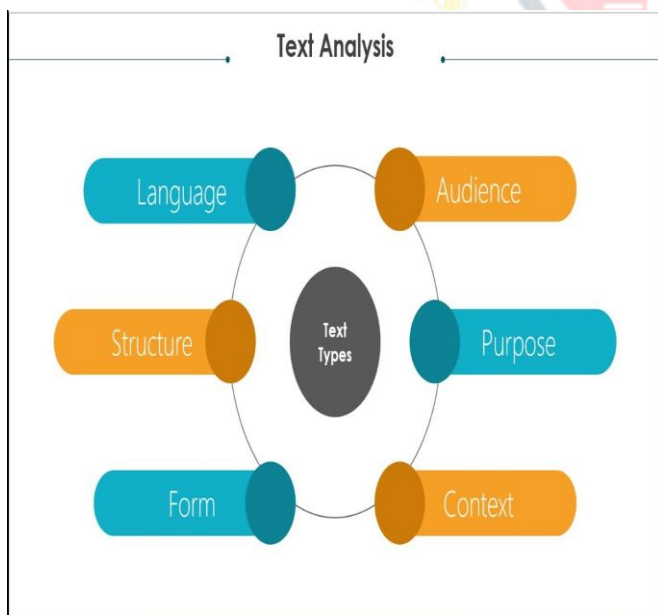 Text Analysis
Language
Audience
Structure
Text
Types
Purpose
Form
Context